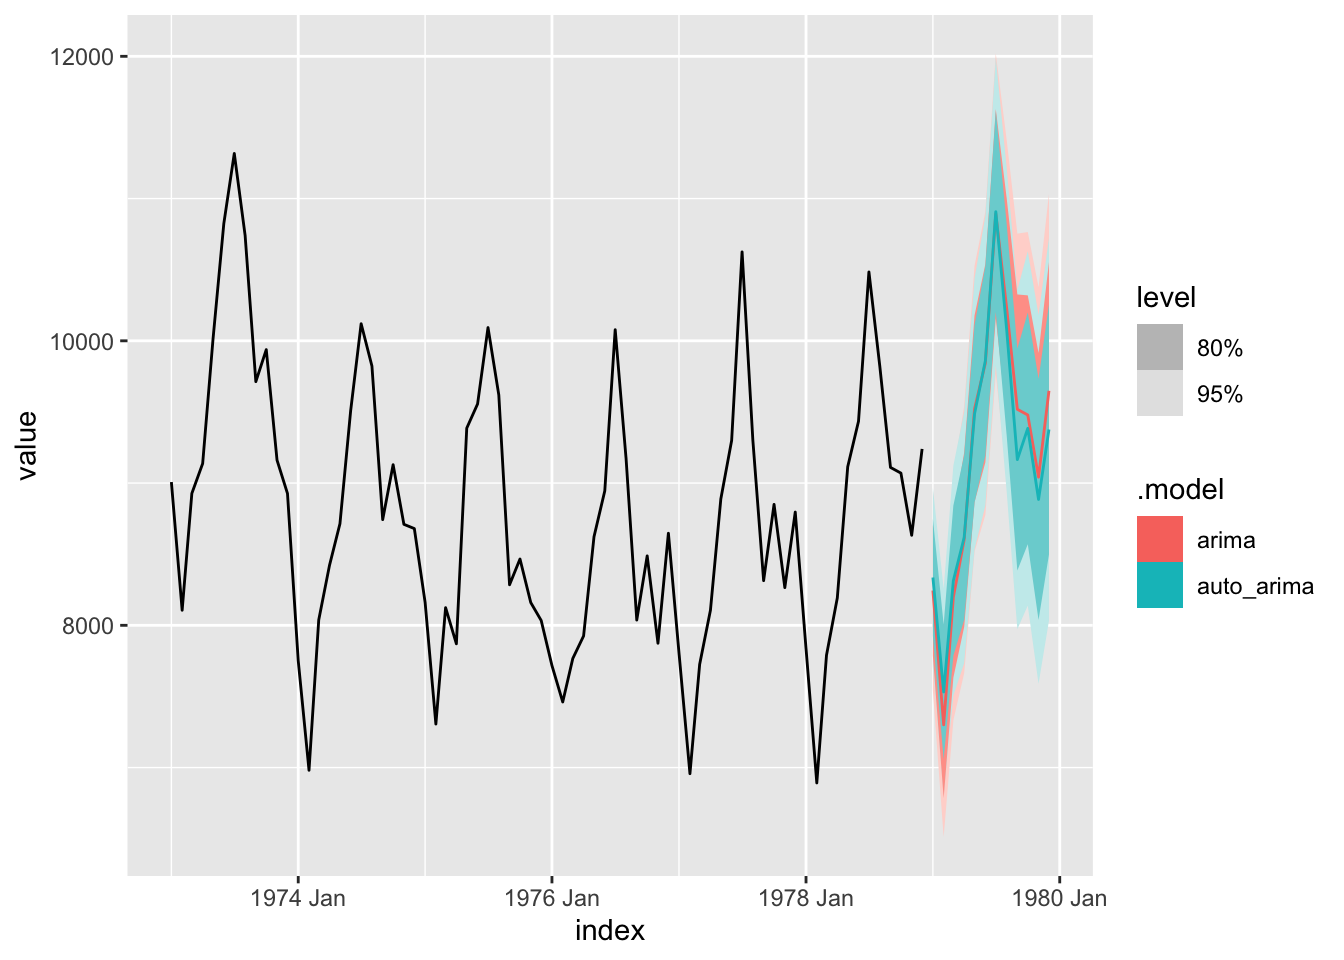 12000
10000
8000
value
1974 Jan
1976 Jan
1978 Jan
1980 Jan
index
level
80%
95%
.model
arima
auto_arima